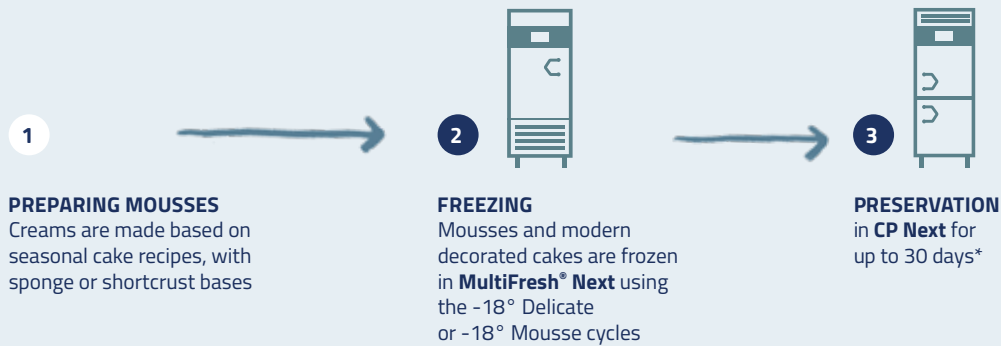 1
PREPARING MOUSSES
Creams are made based on
seasonal cake recipes, with
sponge or shortcrust bases
2
FREEZING
Mousses and modern
decorated cakes are frozen
in MultiFresh® Next using
the -18° Delicate
or -18° Mousse cycles
3
PRESERVATION
in CP Next for
up to 30 days*